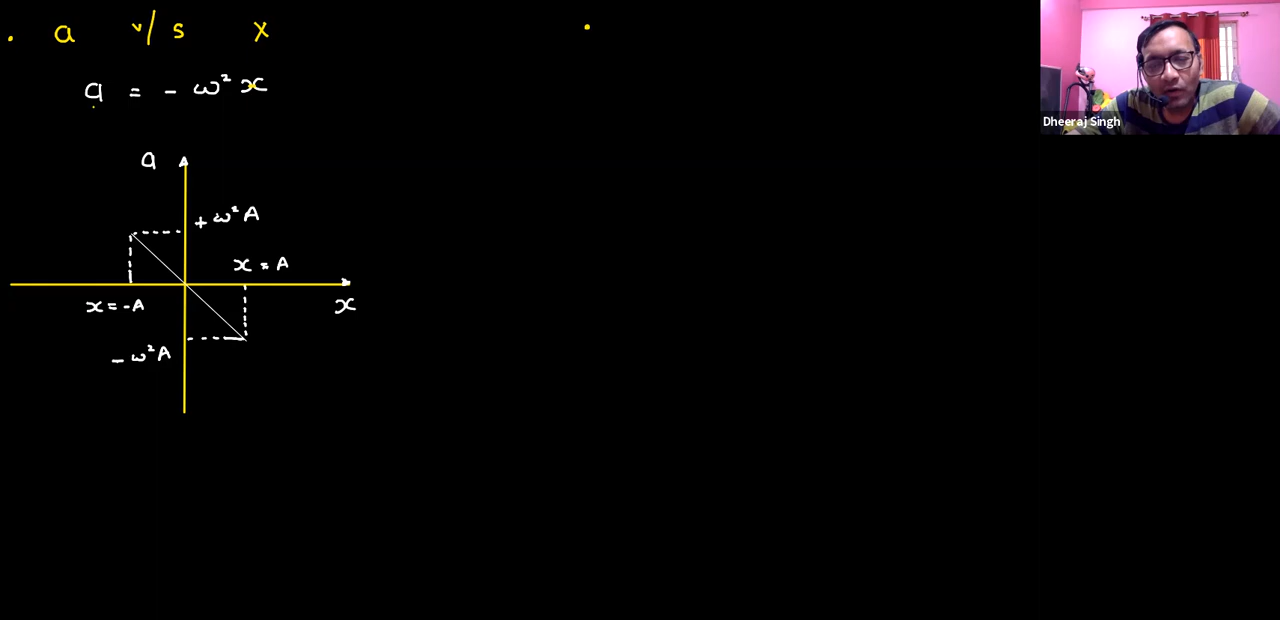 . a v/s x
a = - ω² x
a
+ ω² A
x = A
x = -A
x
- ω² A
Dheeraj Singh